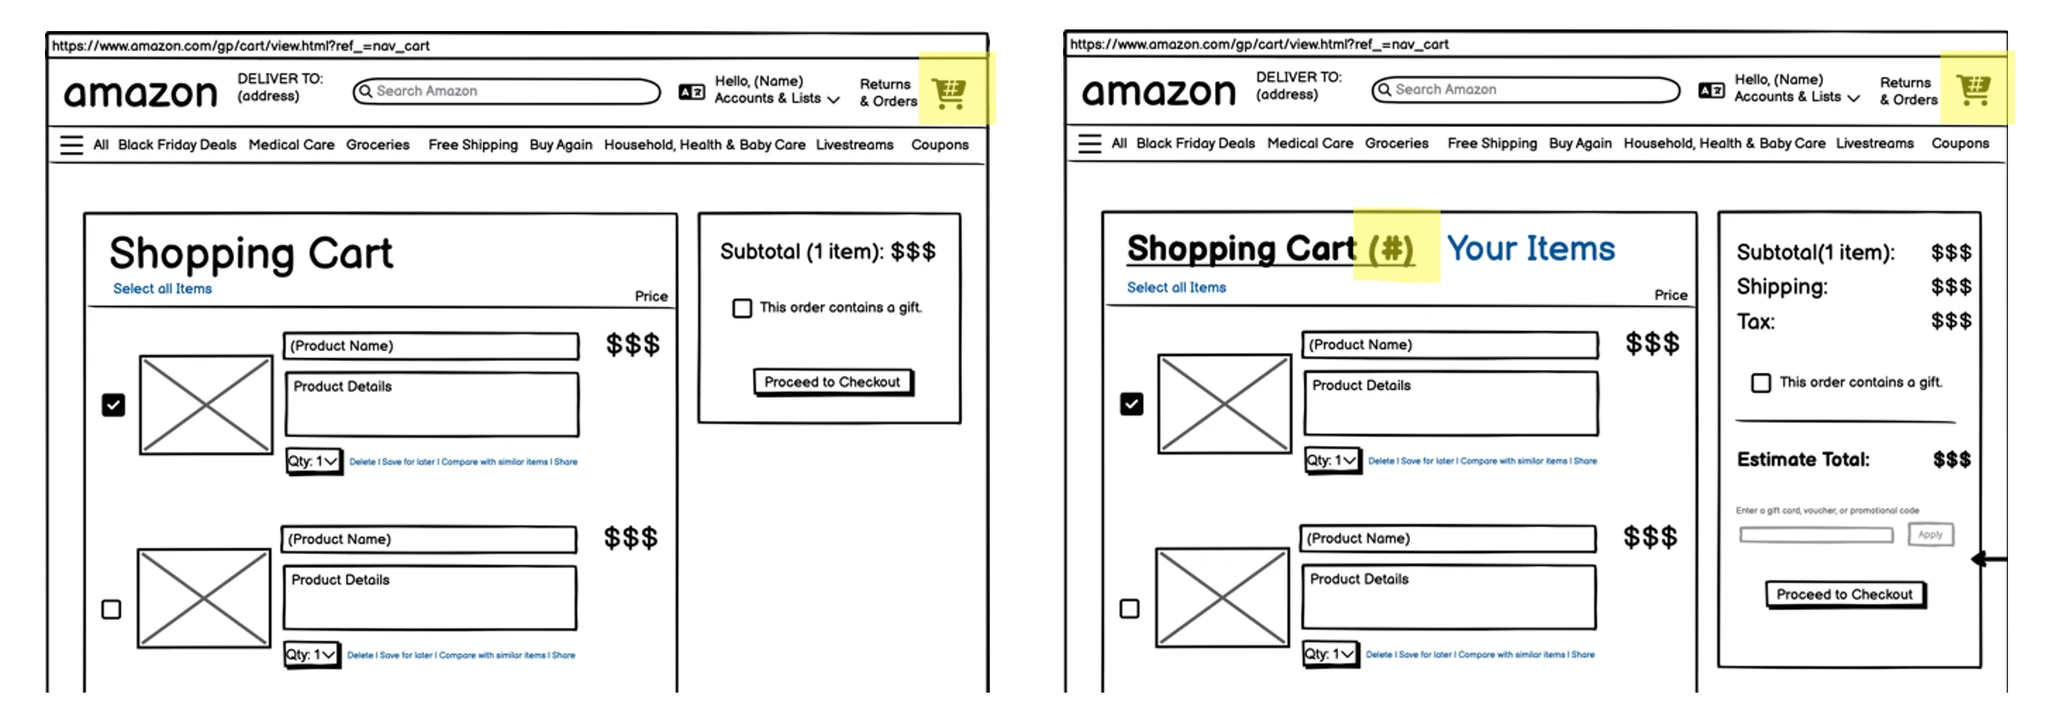 https://www.amazon.com/gp/cart/view.html?ref_=nav_cart
amazon
DELIVER TO:
(address)
Search Amazon
Hello, (Name)
Accounts & Lists
Returns
& Orders
#
All Black Friday Deals Medical Care Groceries Free Shipping Buy Again Household, Health & Baby Care Livestreams Coupons
Shopping Cart
Select all Items
Price
(Product Name)
$$$
Product Details
Qty: 1
Delete | Save for later | Compare with similar items | Share
(Product Name)
$$$
Product Details
Qty: 1
Delete | Save for later | Compare with similar items | Share
Subtotal (1 item): $$$
This order contains a gift.
Proceed to Checkout
https://www.amazon.com/gp/cart/view.html?ref_=nav_cart
amazon
DELIVER TO:
(address)
Search Amazon
Hello, (Name)
Accounts & Lists
Returns
& Orders
#
All Black Friday Deals Medical Care Groceries Free Shipping Buy Again Household, Health & Baby Care Livestreams Coupons
Shopping Cart (#) Your Items
Select all Items
Price
(Product Name)
$$$
Product Details
Qty: 1
Delete | Save for later | Compare with similar items | Share
(Product Name)
$$$
Product Details
Qty: 1
Delete | Save for later | Compare with similar items | Share
Subtotal(1 item): $$$
Shipping: $$$
Tax: $$$
This order contains a gift.
Estimate Total: $$$
Enter a gift card, voucher, or promotional code
Apply
Proceed to Checkout